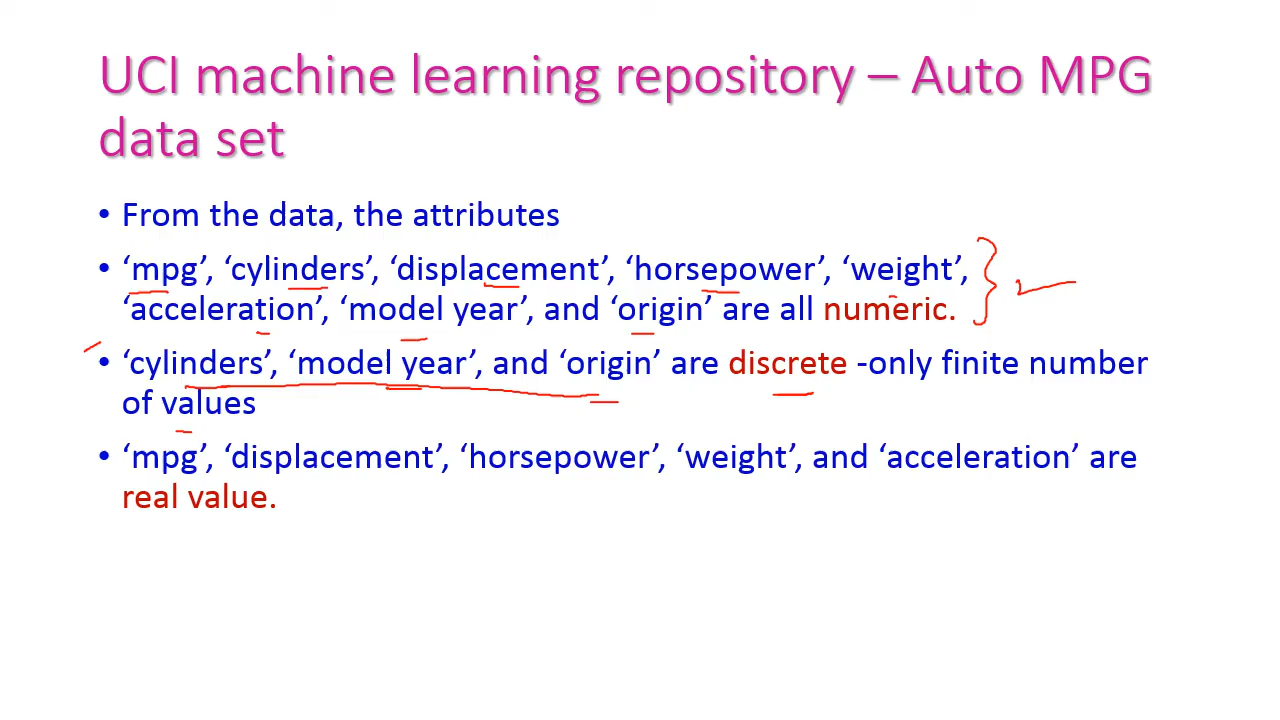 UCI machine learning repository – Auto MPG
data set
• From the data, the attributes
• ‘mpg’, ‘cylinders’, ‘displacement’, ‘horsepower’, ‘weight’,
‘acceleration’, ‘model year’, and ‘origin’ are all numeric.
• ‘cylinders’, ‘model year’, and ‘origin’ are discrete -only finite number
of values
• ‘mpg’, ‘displacement’, ‘horsepower’, ‘weight’, and ‘acceleration’ are
real value.